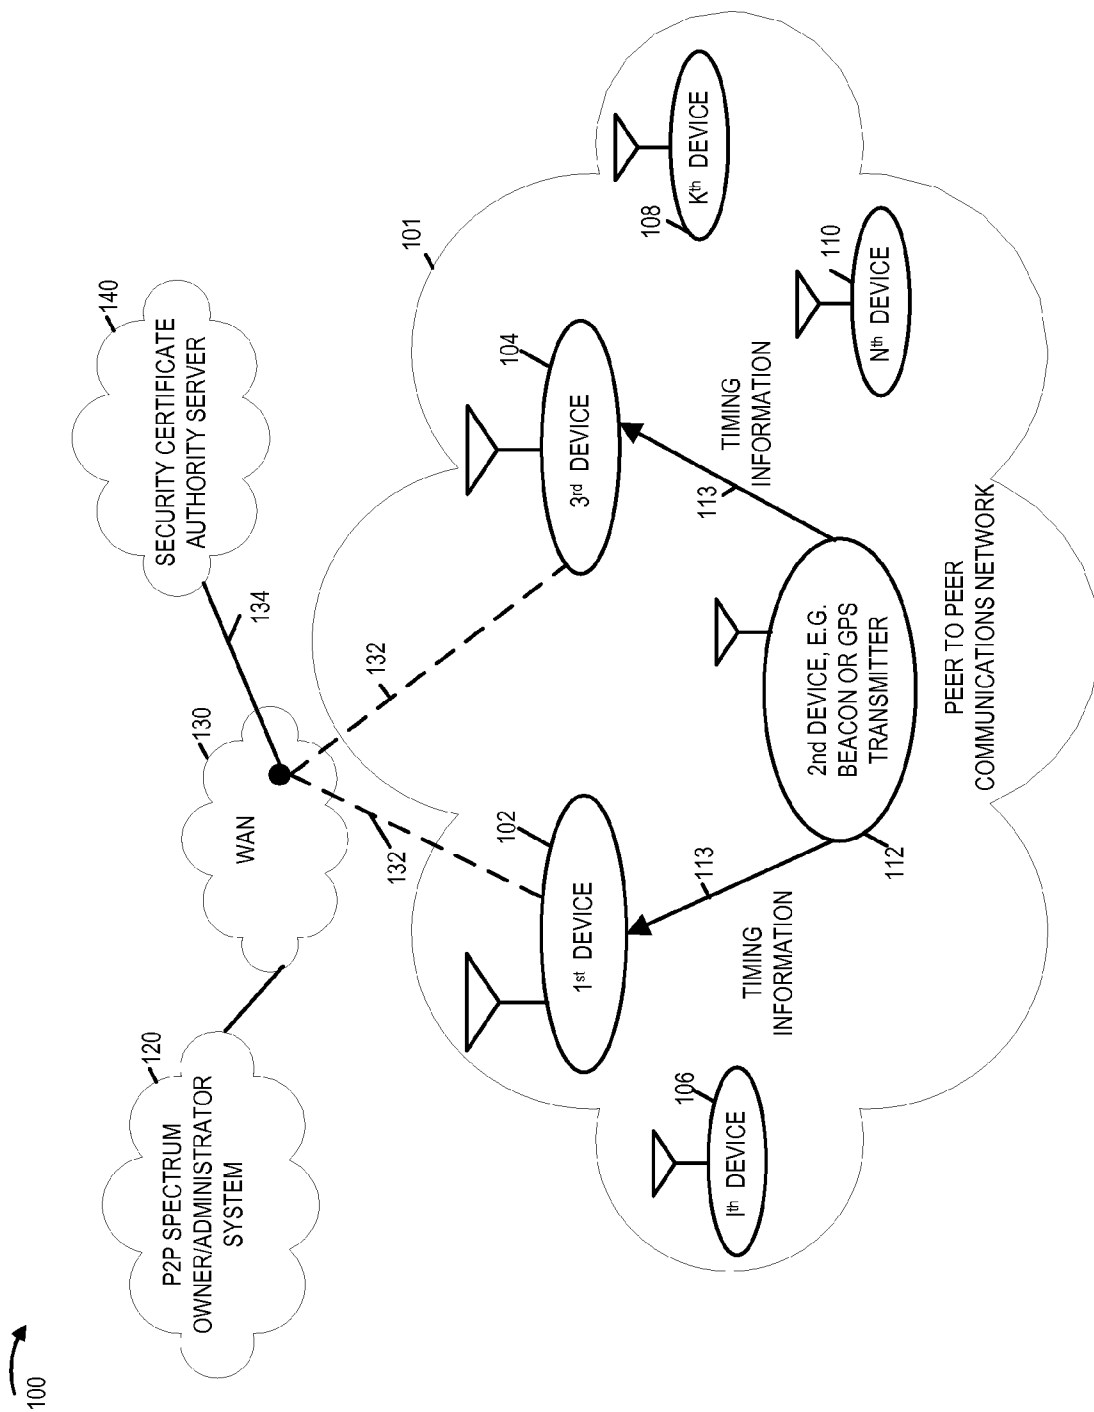 100
P2P SPECTRUM
OWNER/ADMINISTRATOR
SYSTEM
120
WAN
130
134
SECURITY CERTIFICATE
AUTHORITY SERVER
140
132
132
101
1st DEVICE
102
3rd DEVICE
104
Ith DEVICE
106
Kth DEVICE
108
Nth DEVICE
110
TIMING
INFORMATION
113
113
TIMING
INFORMATION
2nd DEVICE, E.G.
BEACON OR GPS
TRANSMITTER
112
PEER TO PEER
COMMUNICATIONS NETWORK